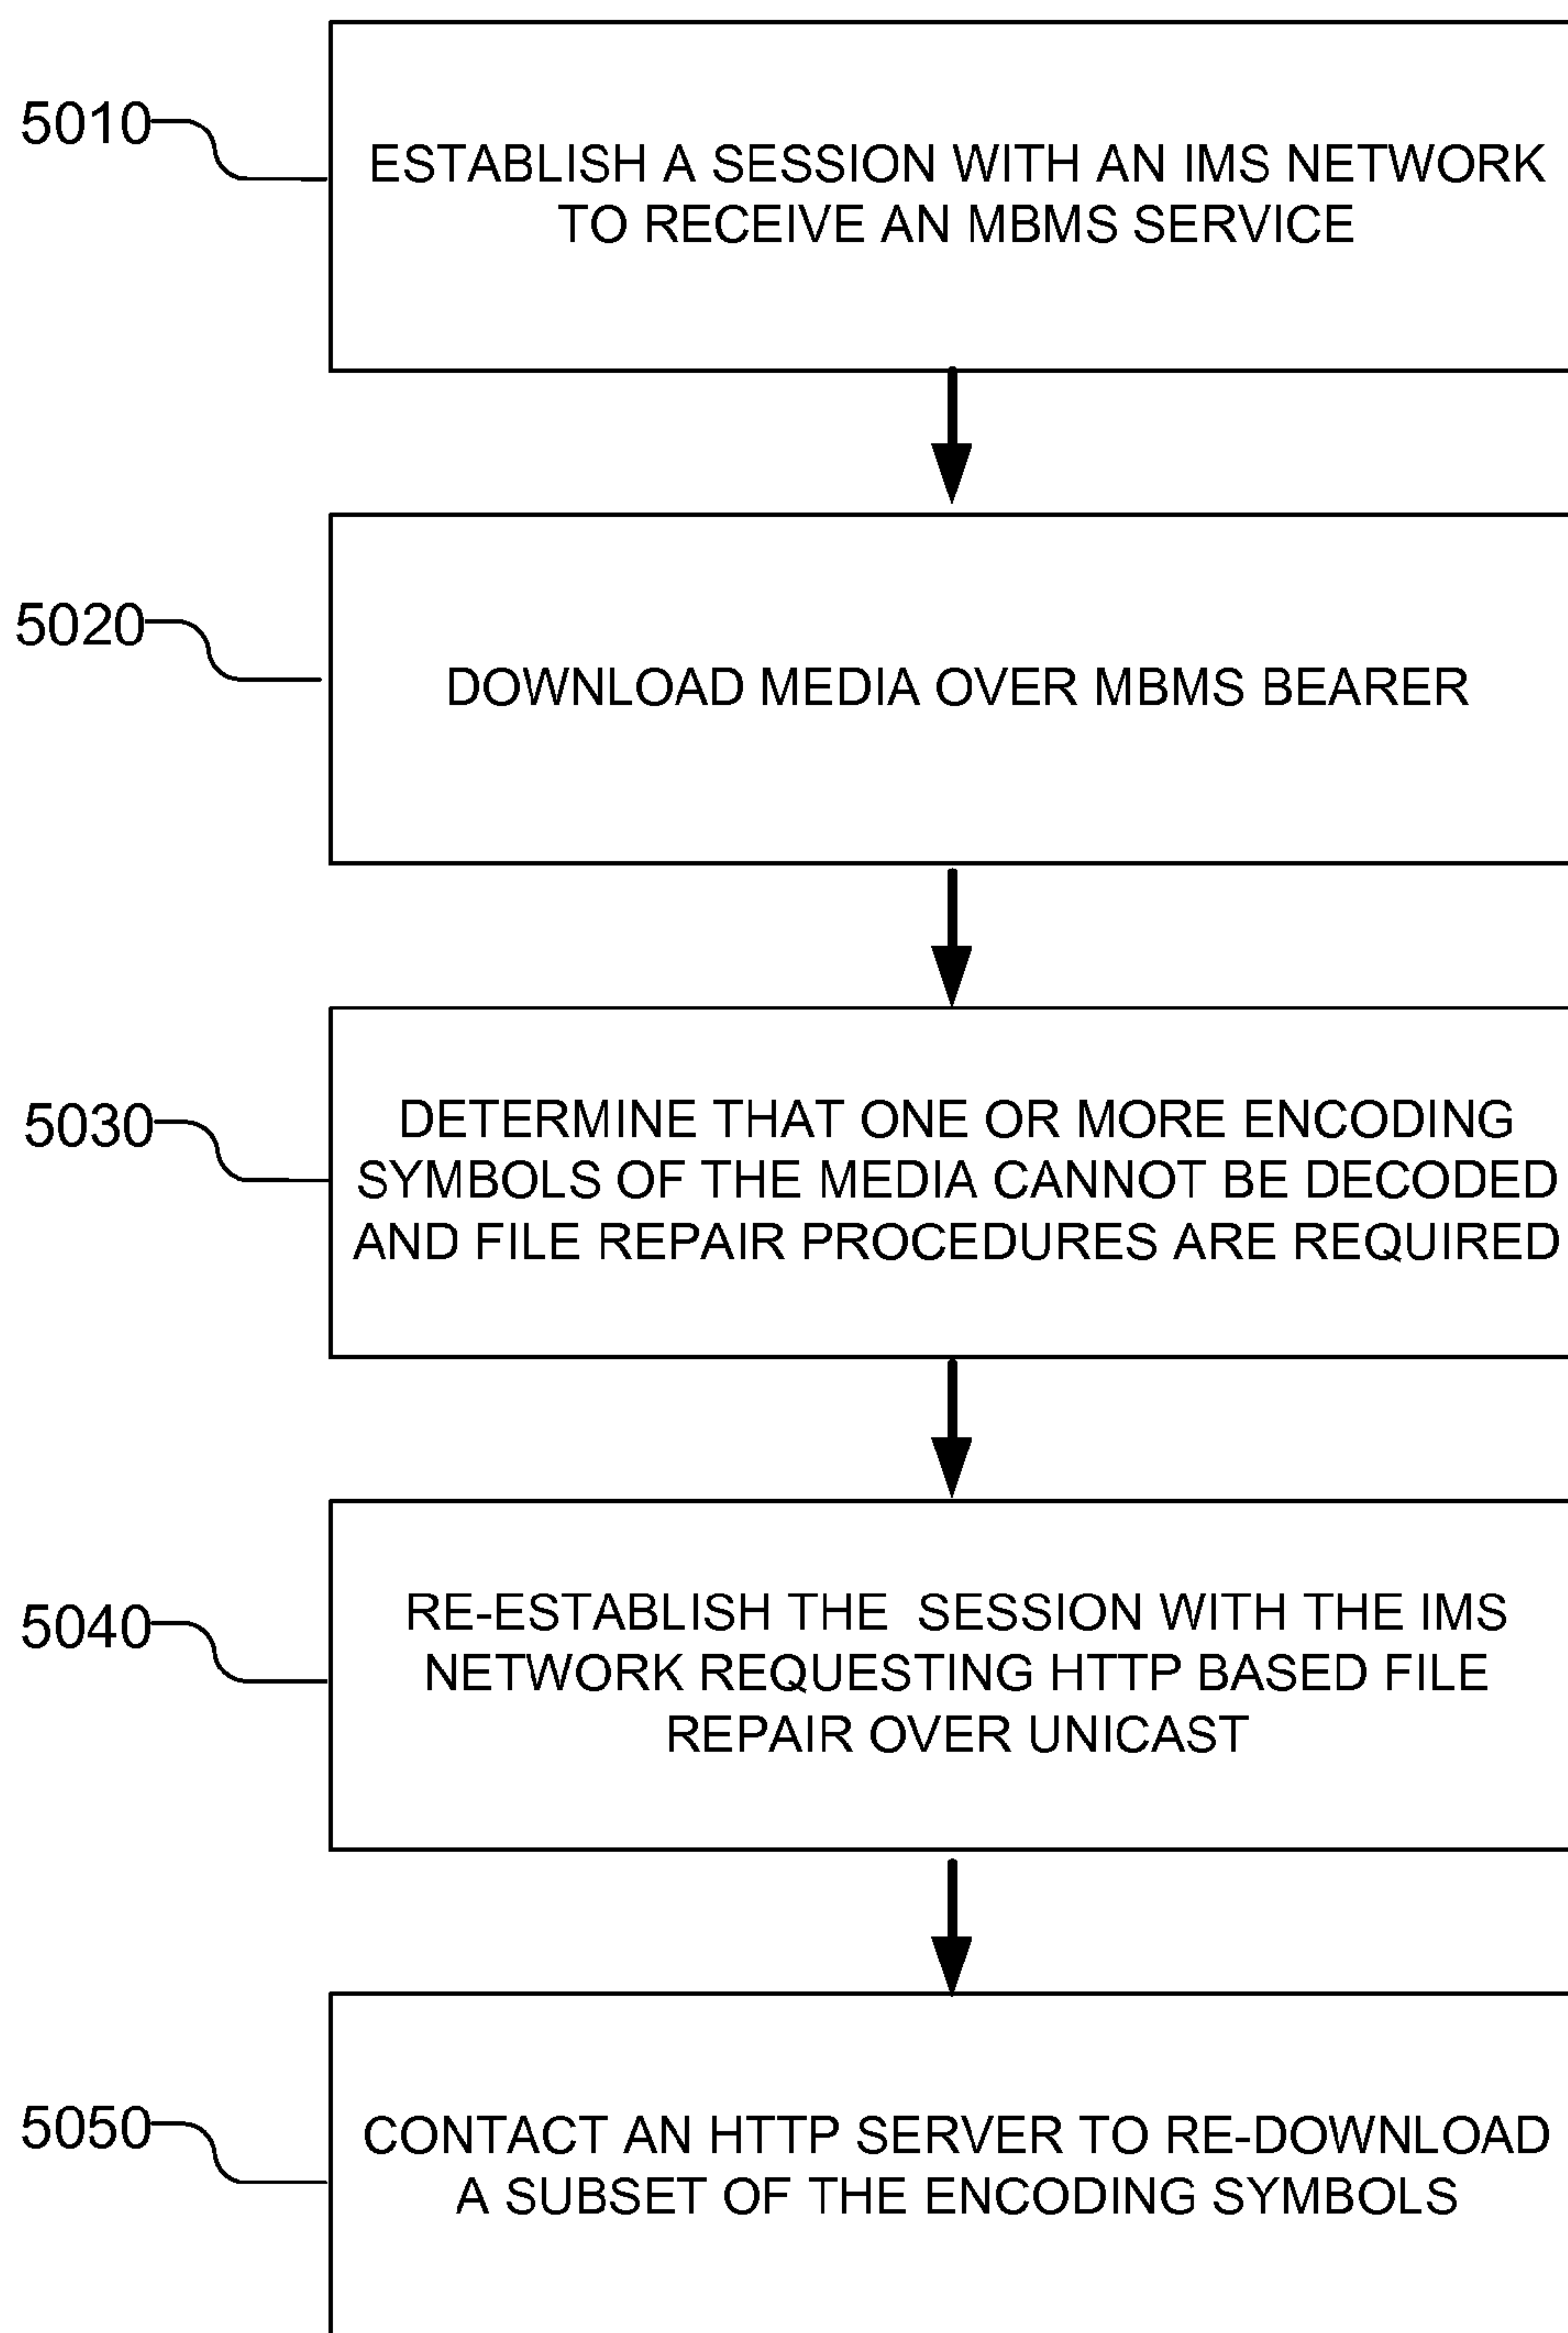 5010
ESTABLISH A SESSION WITH AN IMS NETWORK
TO RECEIVE AN MBMS SERVICE
5020
DOWNLOAD MEDIA OVER MBMS BEARER
5030
DETERMINE THAT ONE OR MORE ENCODING
SYMBOLS OF THE MEDIA CANNOT BE DECODED
AND FILE REPAIR PROCEDURES ARE REQUIRED
5040
RE-ESTABLISH THE SESSION WITH THE IMS
NETWORK REQUESTING HTTP BASED FILE
REPAIR OVER UNICAST
5050
CONTACT AN HTTP SERVER TO RE-DOWNLOAD
A SUBSET OF THE ENCODING SYMBOLS